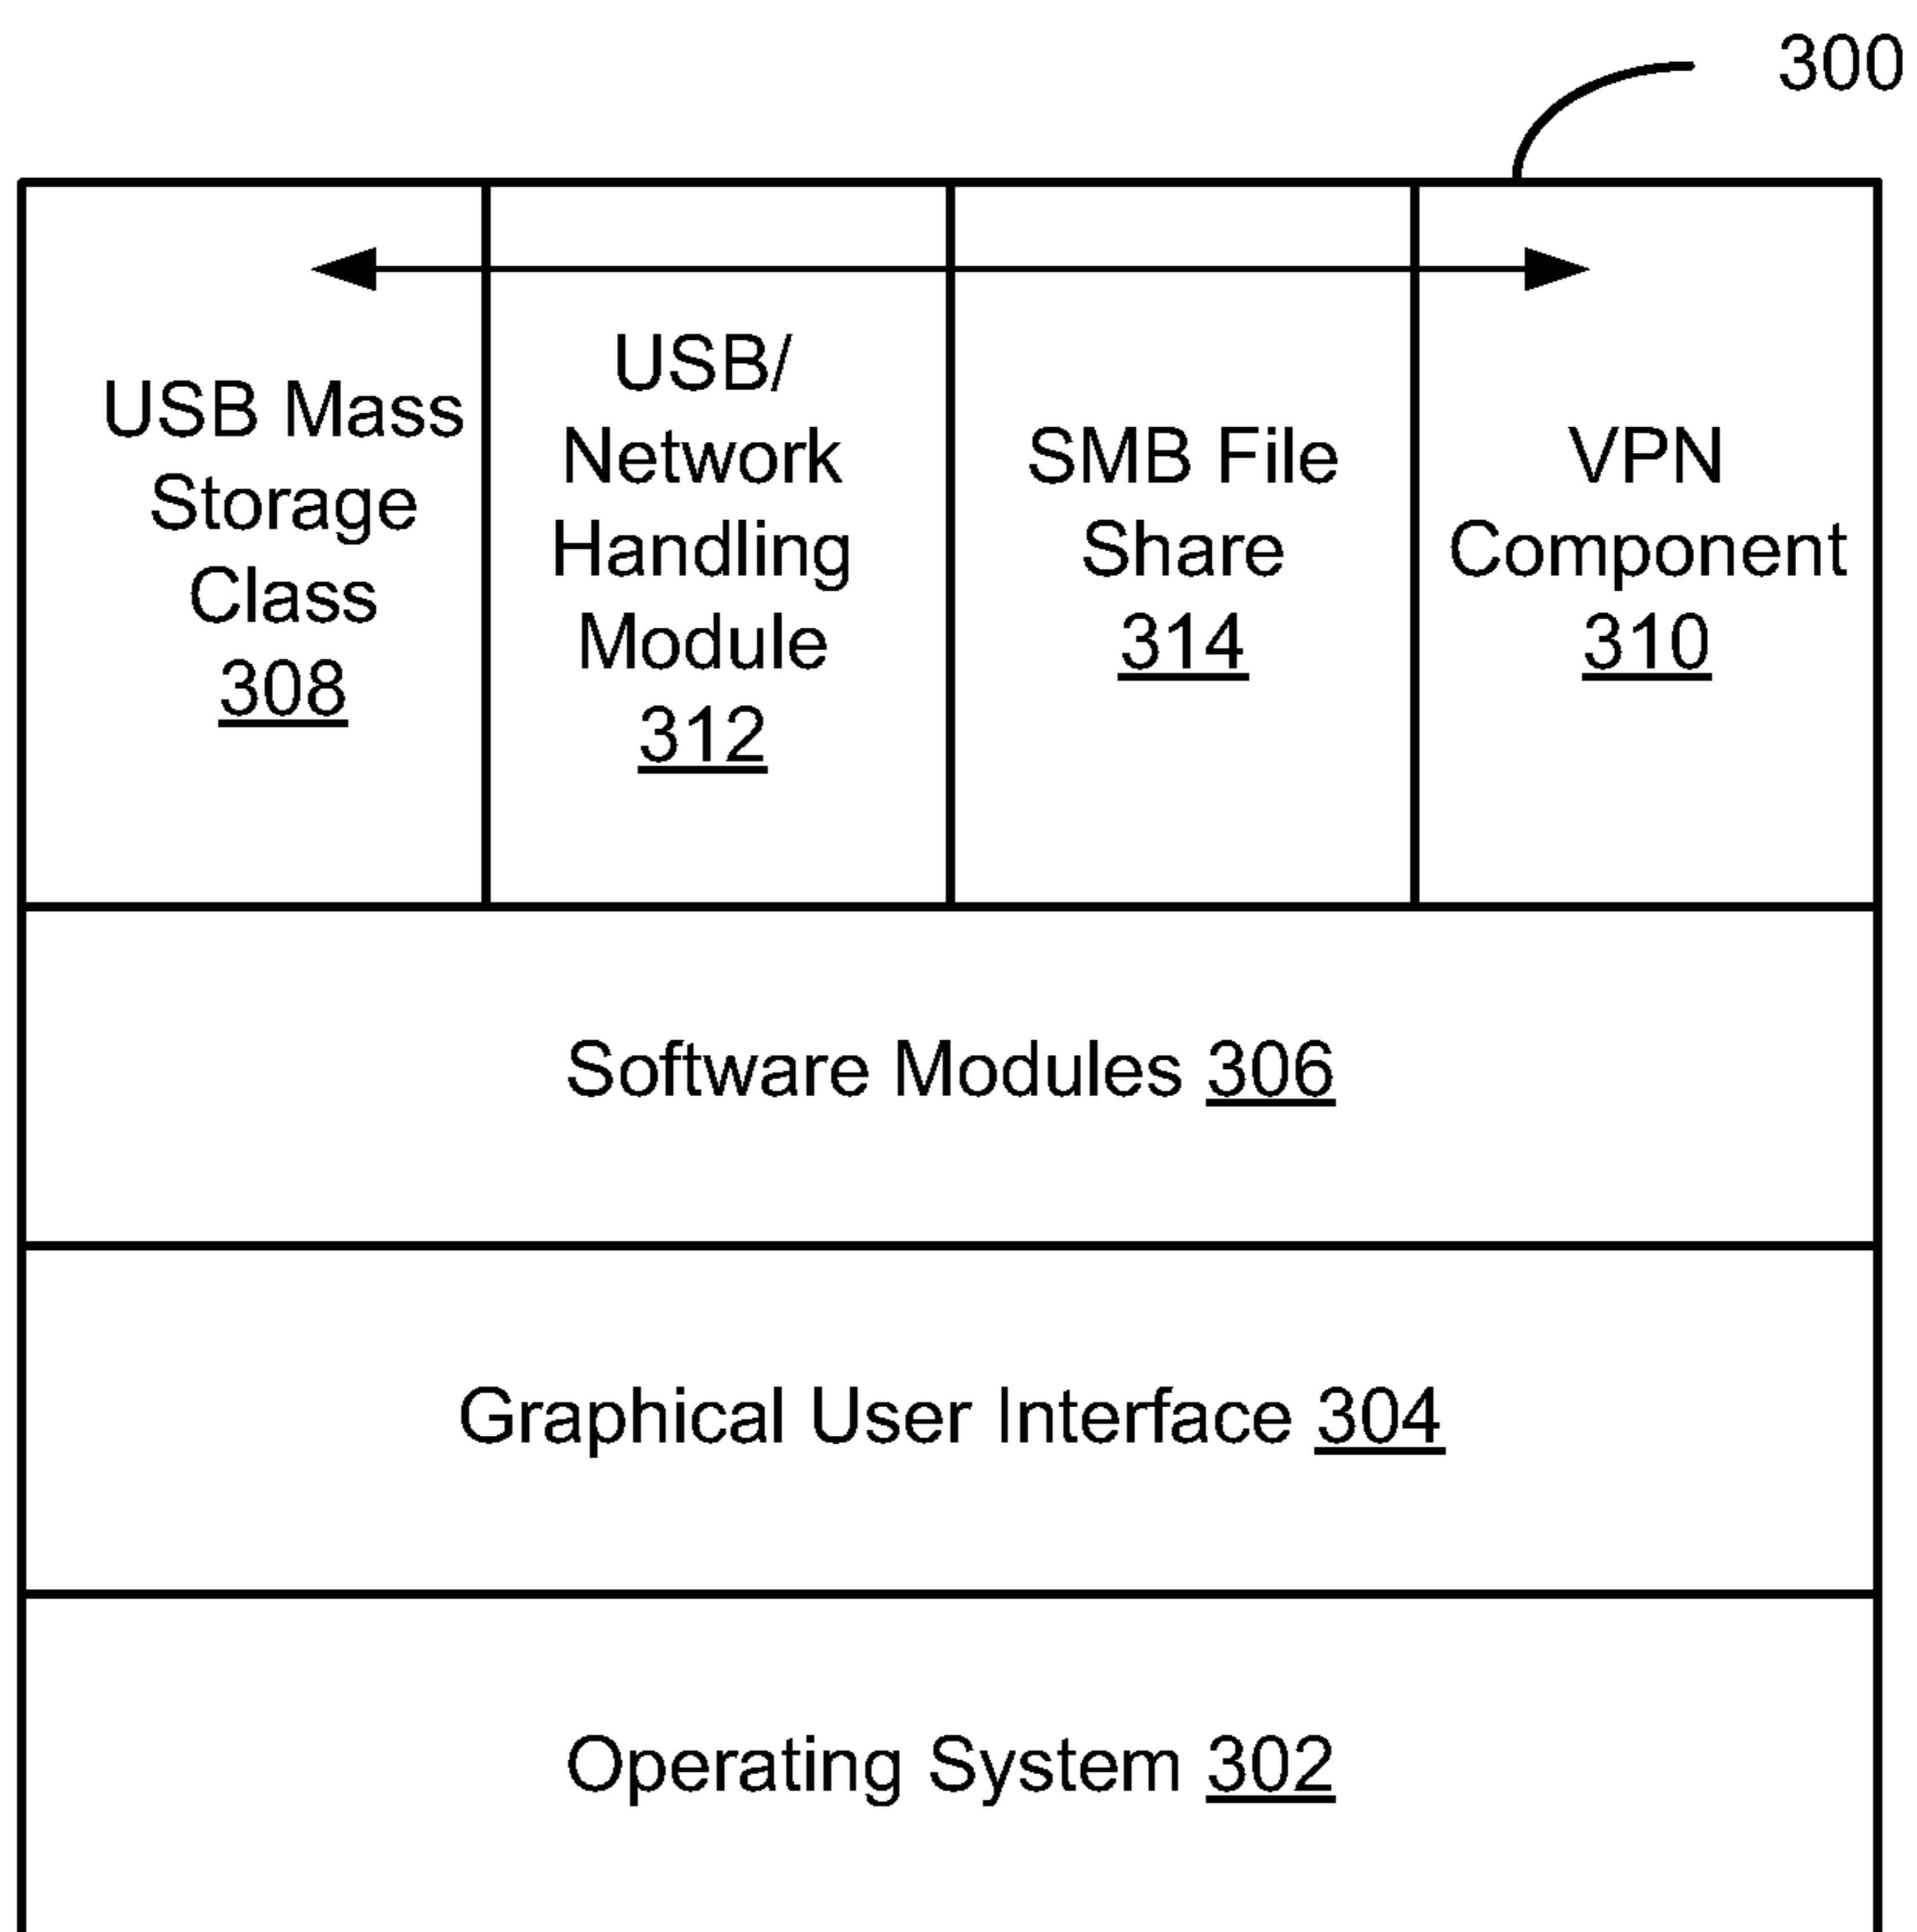 300
USB Mass
Storage
Class
308
USB/
Network
Handling
Module
312
SMB File
Share
314
VPN
Component
310
Software Modules 306
Graphical User Interface 304
Operating System 302